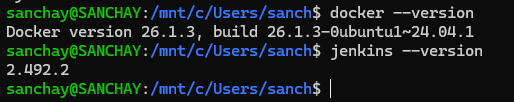 sanchay@SANCHAY:/mnt/c/Users/sanch$ docker --version
Docker version 26.1.3, build 26.1.3-0ubuntu1~24.04.1
sanchay@SANCHAY:/mnt/c/Users/sanch$ jenkins --version
2.492.2
sanchay@SANCHAY:/mnt/c/Users/sanch$